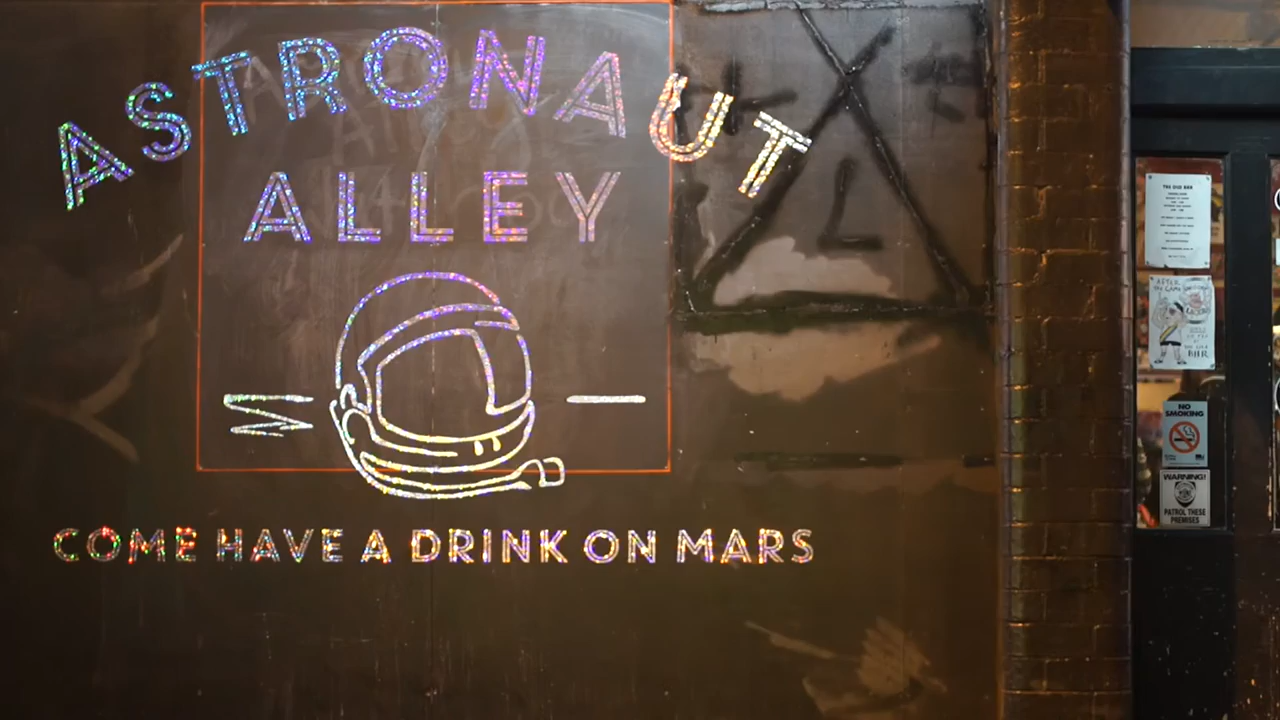 ASTRONAUT
ALLEY
COME HAVE A DRINK ON MARS
NO
SMOKING
WARNING!
PATROL THESE
PREMISES